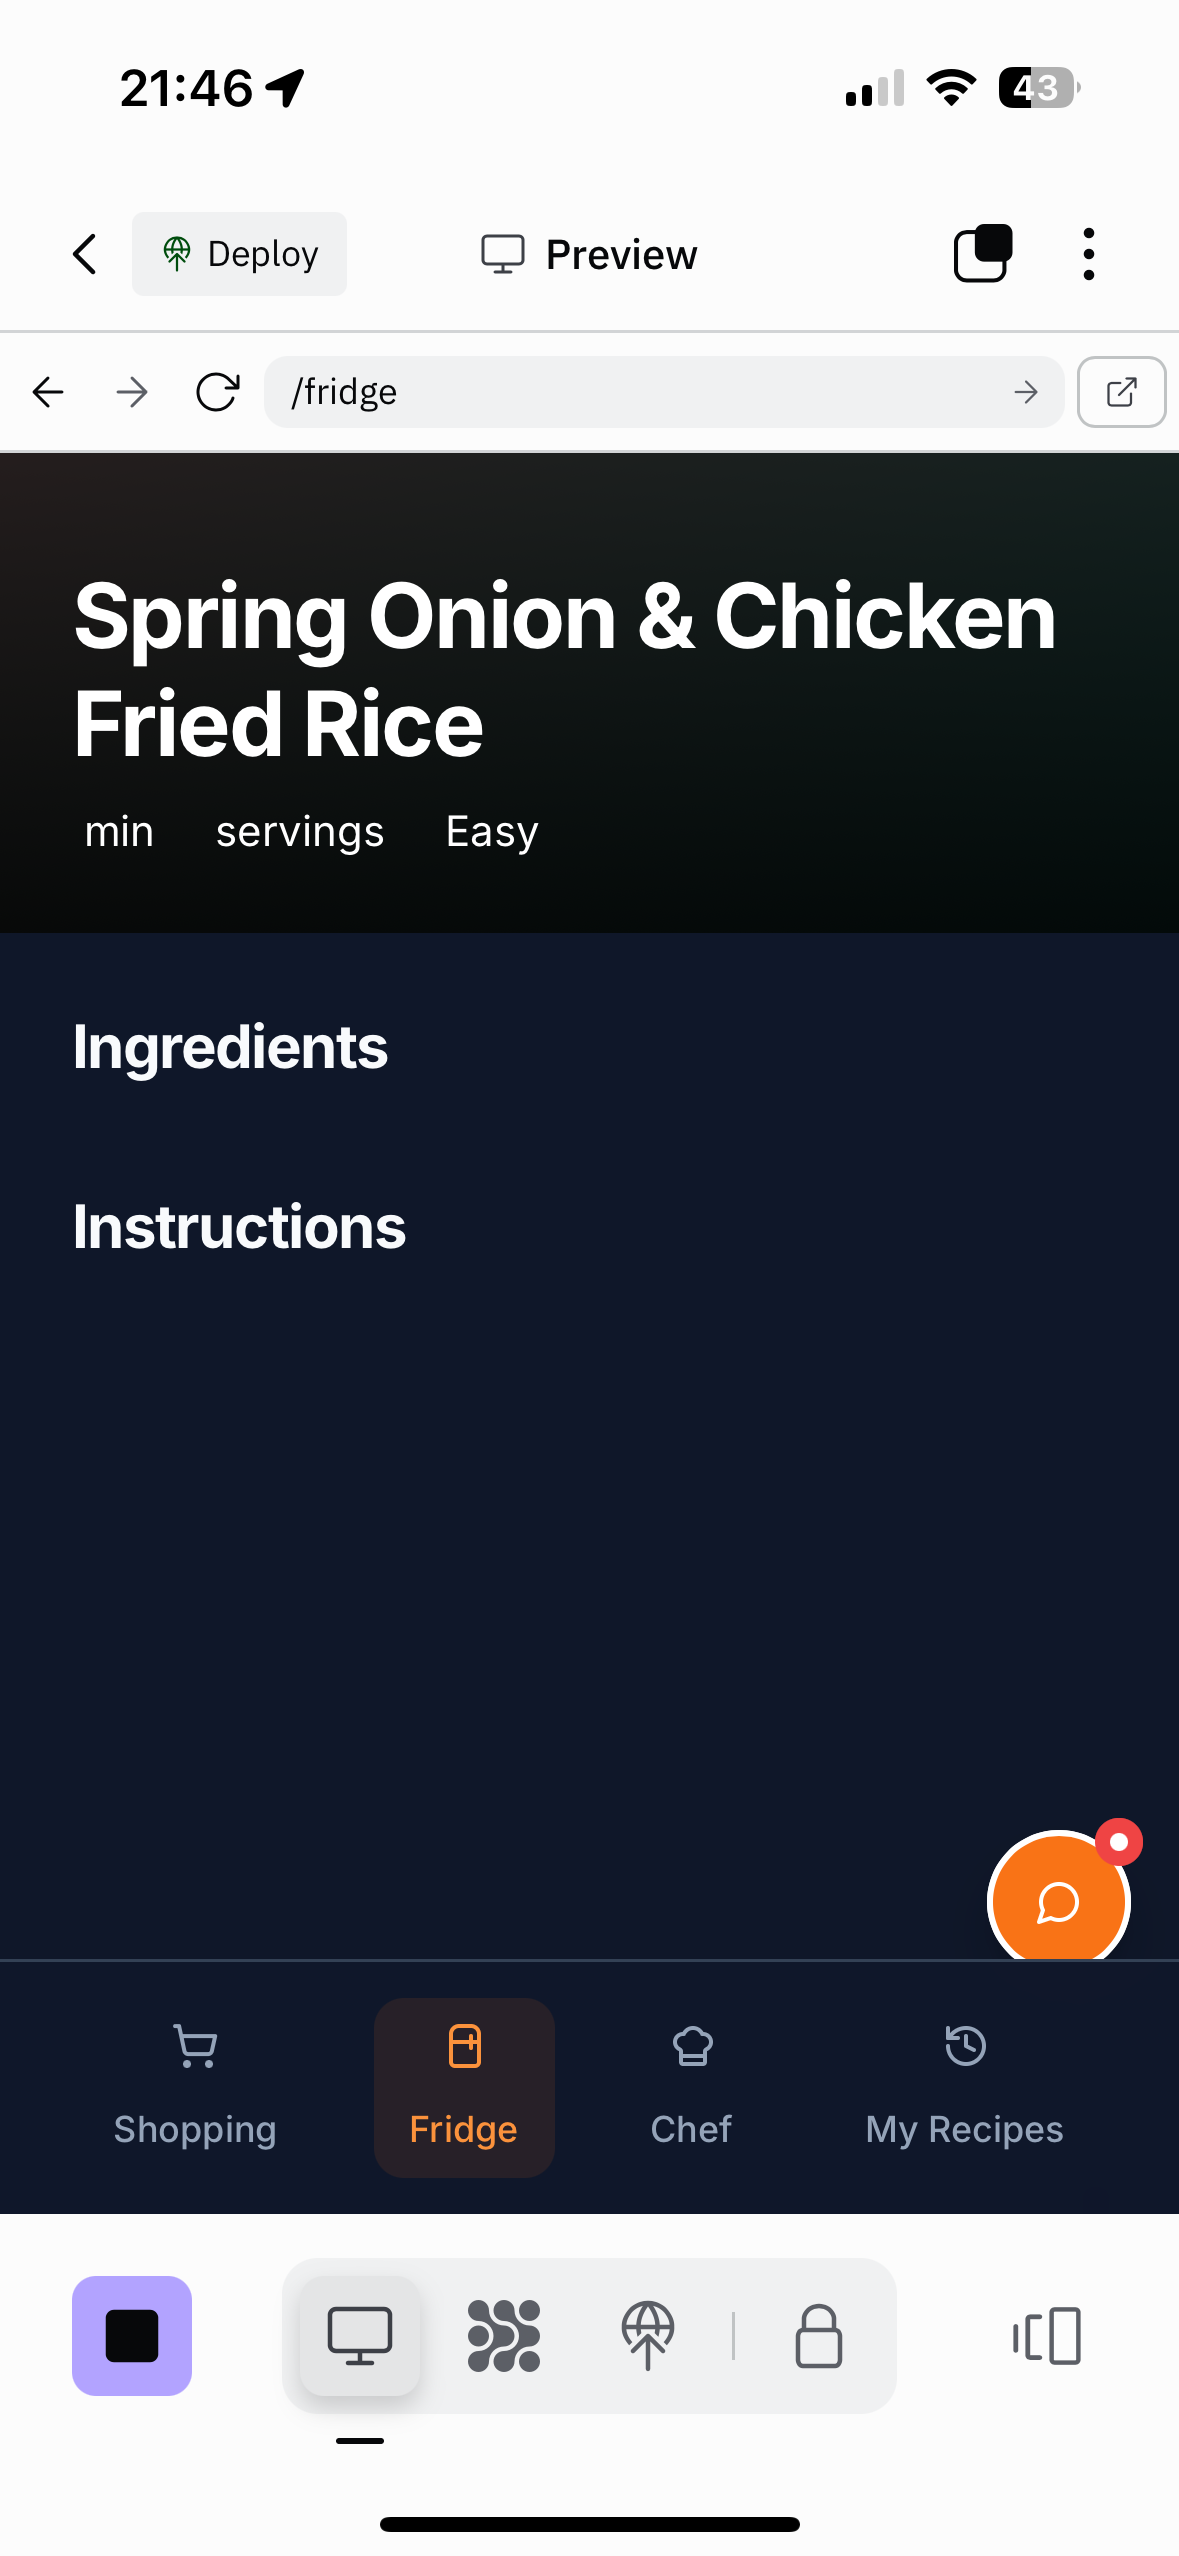 21:46
43
Deploy
Preview
/fridge
Spring Onion & Chicken
Fried Rice
min servings Easy
Ingredients
Instructions
Shopping
Fridge
Chef
My Recipes